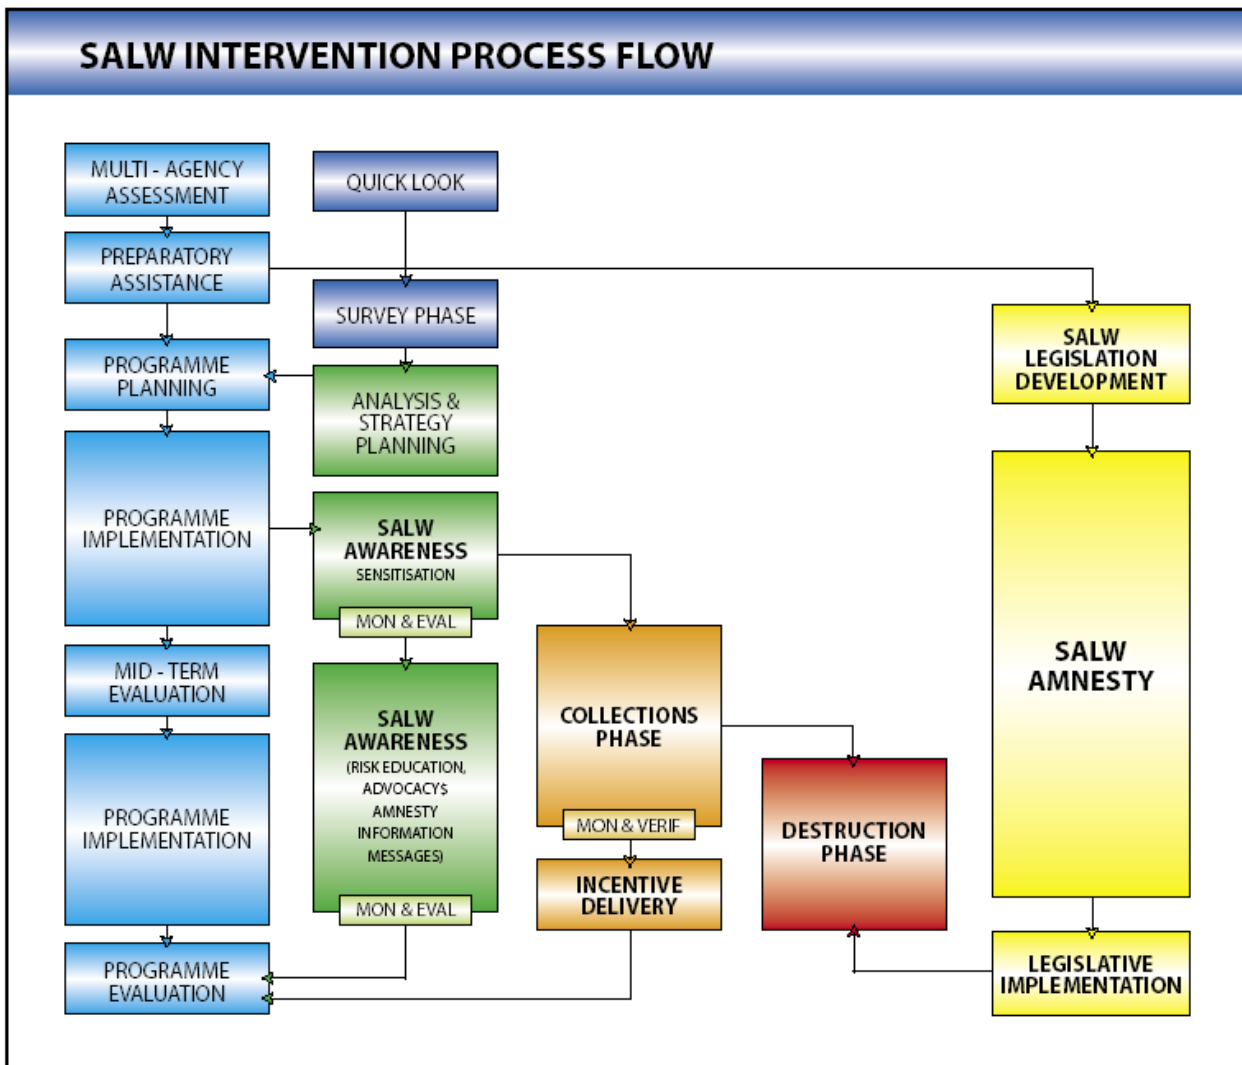 SALW INTERVENTION PROCESS FLOW
MULTI - AGENCY
ASSESSMENT
PREPARATORY
ASSISTANCE
PROGRAMME
PLANNING
PROGRAMME
IMPLEMENTATION
MID - TERM
EVALUATION
PROGRAMME
IMPLEMENTATION
PROGRAMME
EVALUATION
QUICK LOOK
SURVEY PHASE
ANALYSIS &
STRATEGY
PLANNING
SALW
AWARENESS
SENSITISATION
MON & EVAL
SALW
AWARENESS
(RISK EDUCATION,
ADVOCACY$
AMNESTY
INFORMATION
MESSAGES)
MON & EVAL
COLLECTIONS
PHASE
MON & VERIF
INCENTIVE
DELIVERY
DESTRUCTION
PHASE
SALW
LEGISLATION
DEVELOPMENT
SALW
AMNESTY
LEGISLATIVE
IMPLEMENTATION